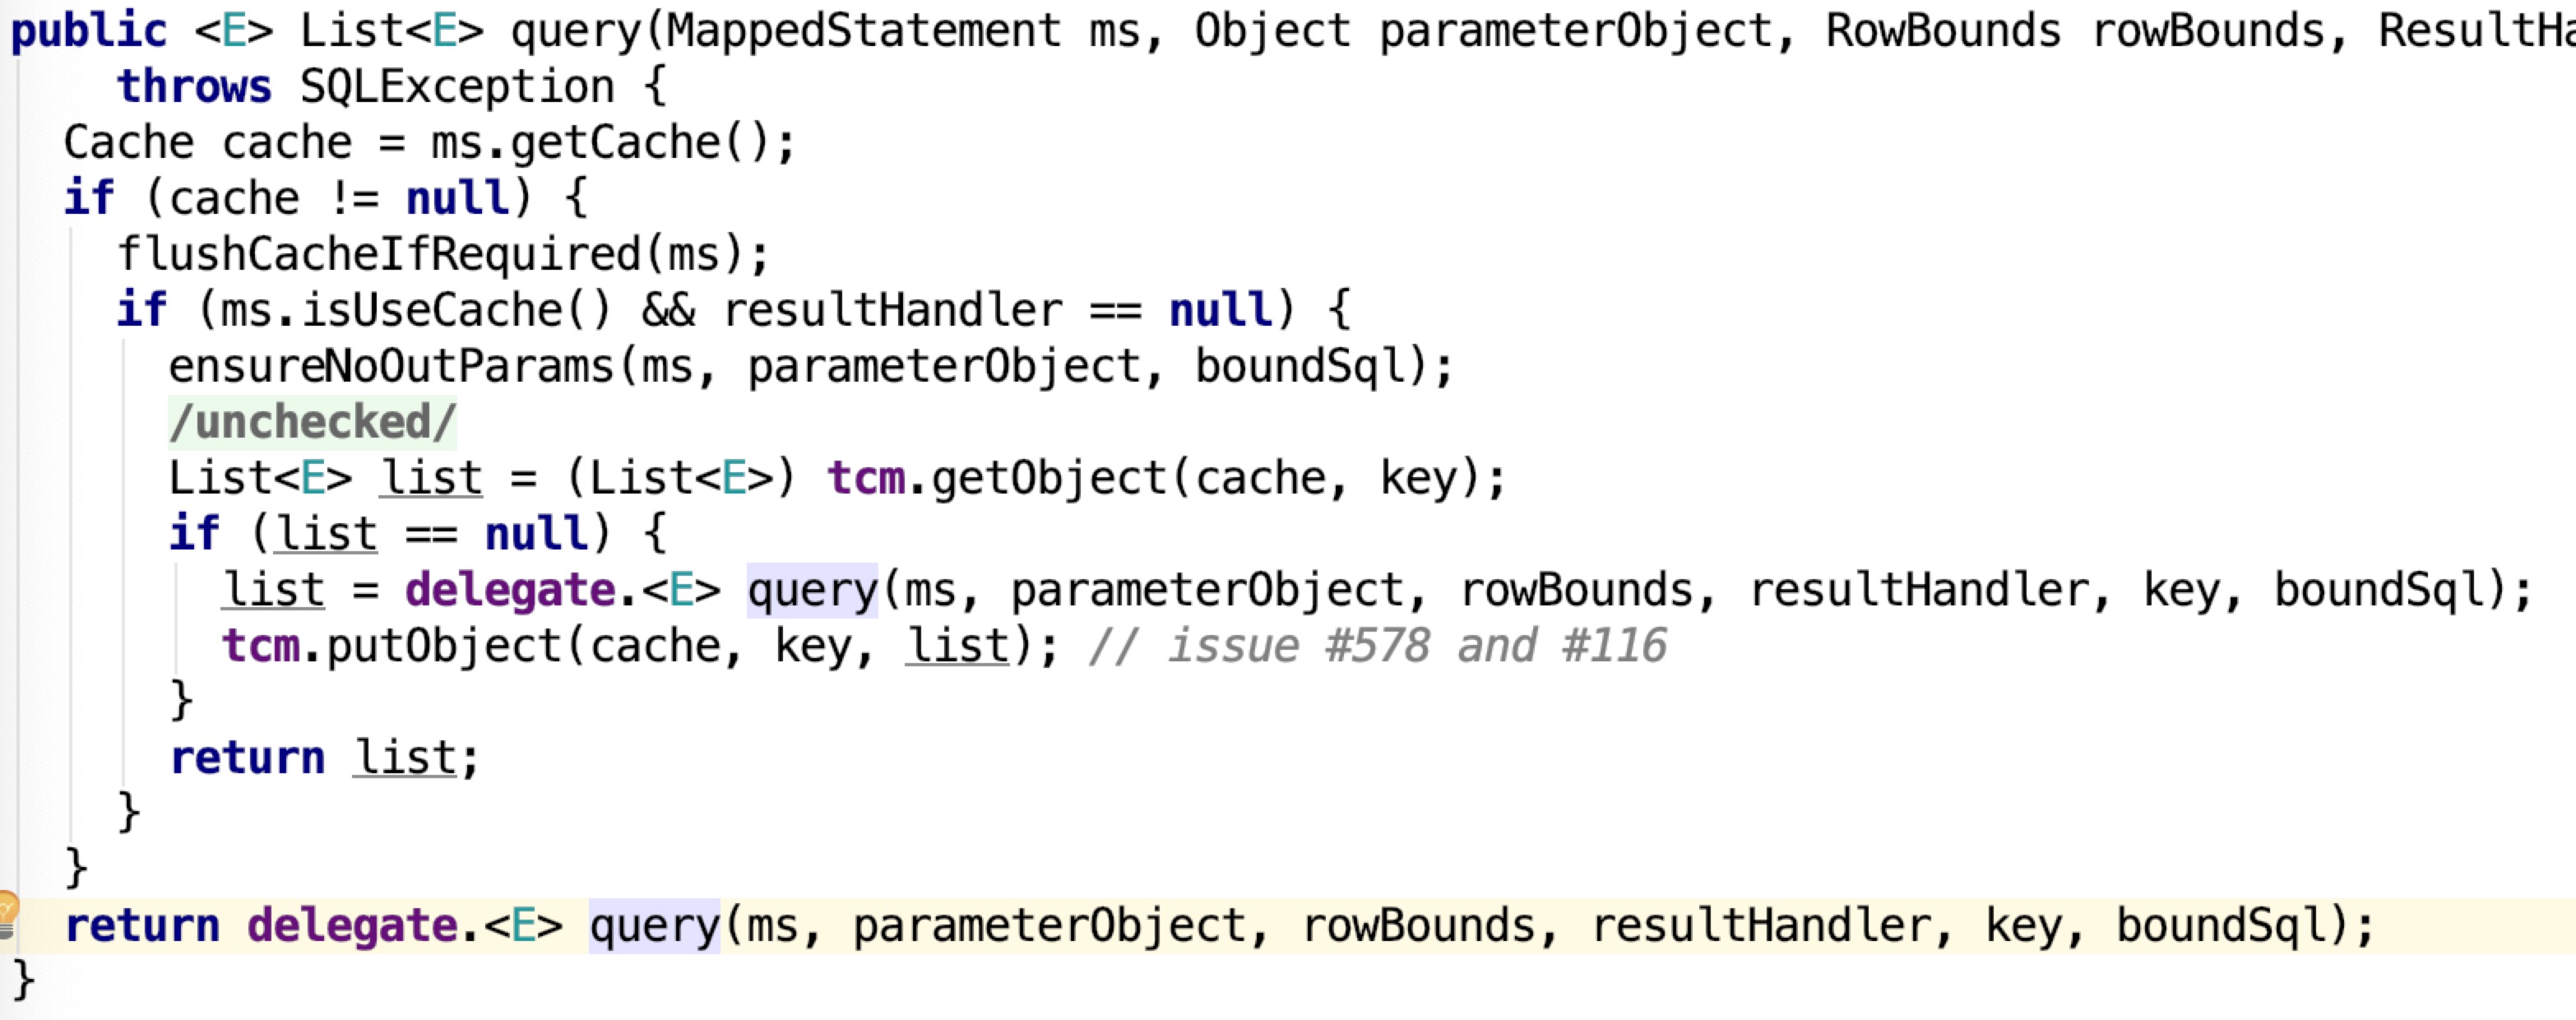 public <E> List<E> query(MappedStatement ms, Object parameterObject, RowBounds rowBounds, ResultHa
throws SQLException {
Cache cache = ms.getCache();
if (cache != null) {
flushCacheIfRequired(ms);
if (ms.isUseCache() && resultHandler == null) {
ensureNoOutParams(ms, parameterObject, boundSql);
/unchecked/
List<E> list = (List<E>) tcm.getObject(cache, key);
if (list == null) {
list = delegate.<E> query(ms, parameterObject, rowBounds, resultHandler, key, boundSql);
tcm.putObject(cache, key, list); // issue #578 and #116
}
return list;
}
}
return delegate.<E> query(ms, parameterObject, rowBounds, resultHandler, key, boundSql);
}